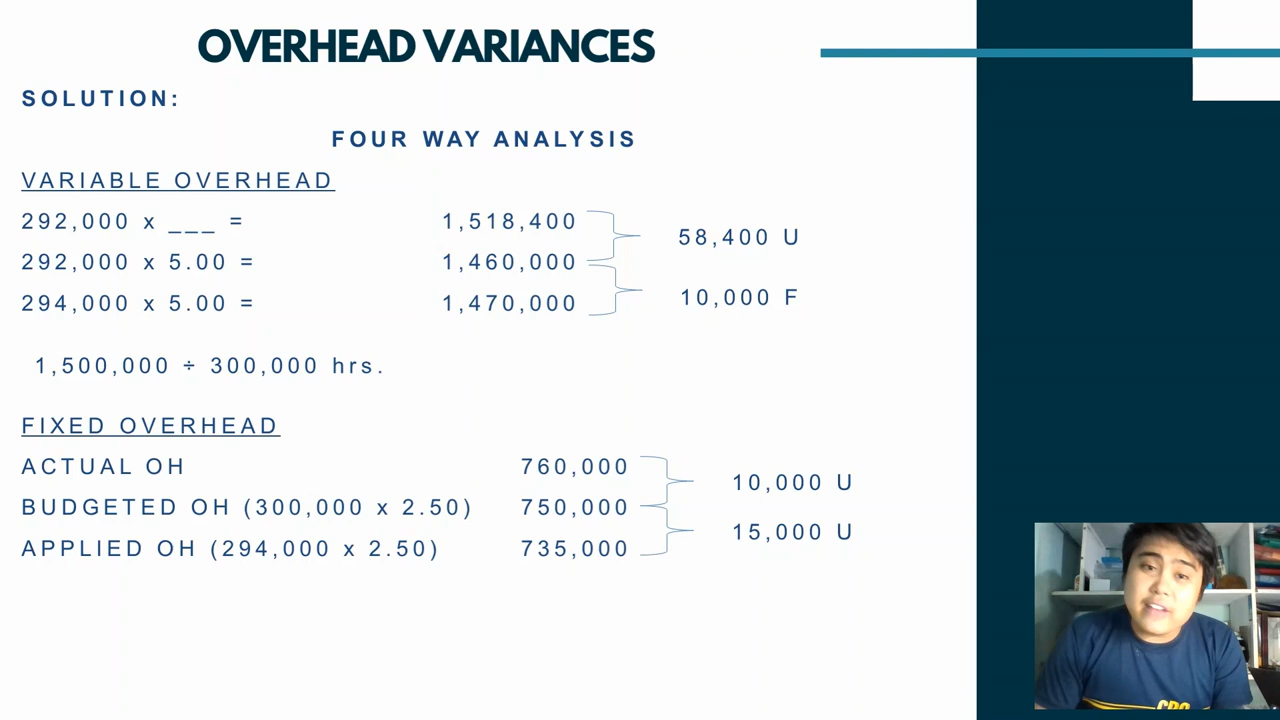 OVERHEAD VARIANCES
SOLUTION:
FOUR WAY ANALYSIS
VARIABLE OVERHEAD
292,000 x ___ = 1,518,400
58,400 U
292,000 x 5.00 = 1,460,000
10,000 F
294,000 x 5.00 = 1,470,000
1,500,000 ÷ 300,000 hrs.
FIXED OVERHEAD
ACTUAL OH 760,000
10,000 U
BUDGETED OH (300,000 x 2.50) 750,000
15,000 U
APPLIED OH (294,000 x 2.50) 735,000